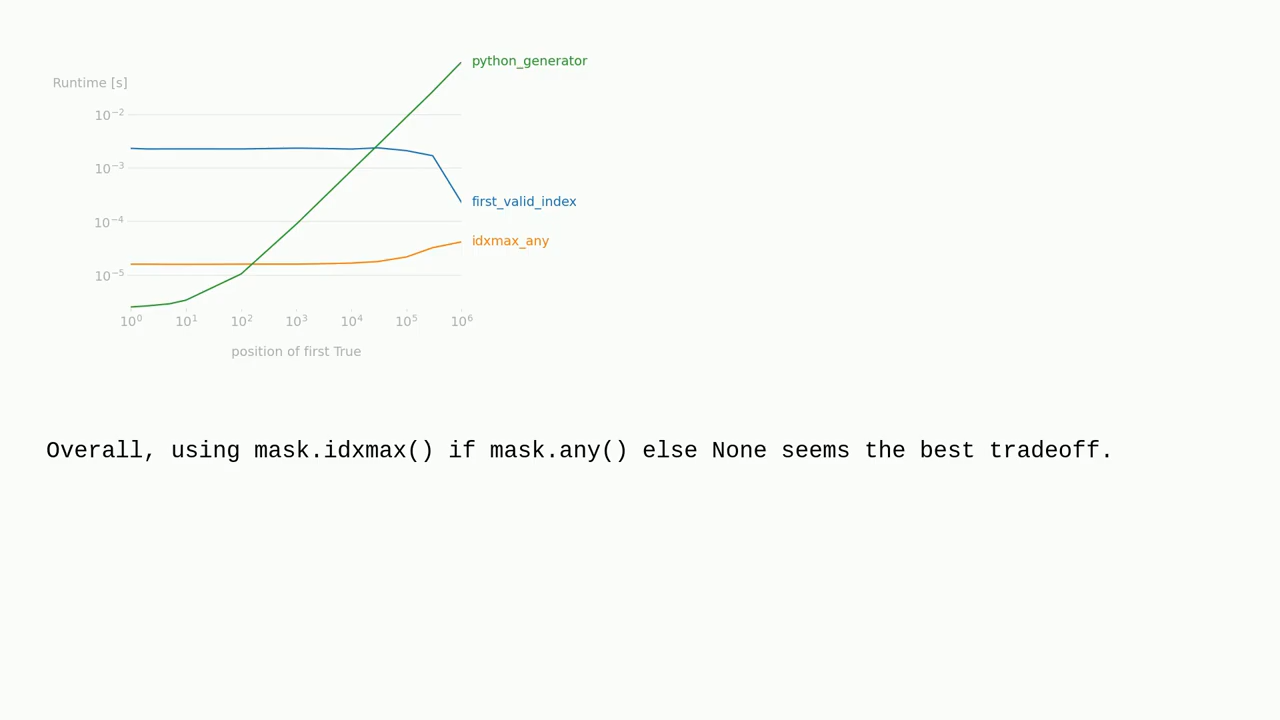 python_generator
Runtime [s]
10⁻²
10⁻³
first_valid_index
10⁻⁴
idxmax_any
10⁻⁵
10⁰ 10¹ 10² 10³ 10⁴ 10⁵ 10⁶
position of first True
Overall, using mask.idxmax() if mask.any() else None seems the best tradeoff.